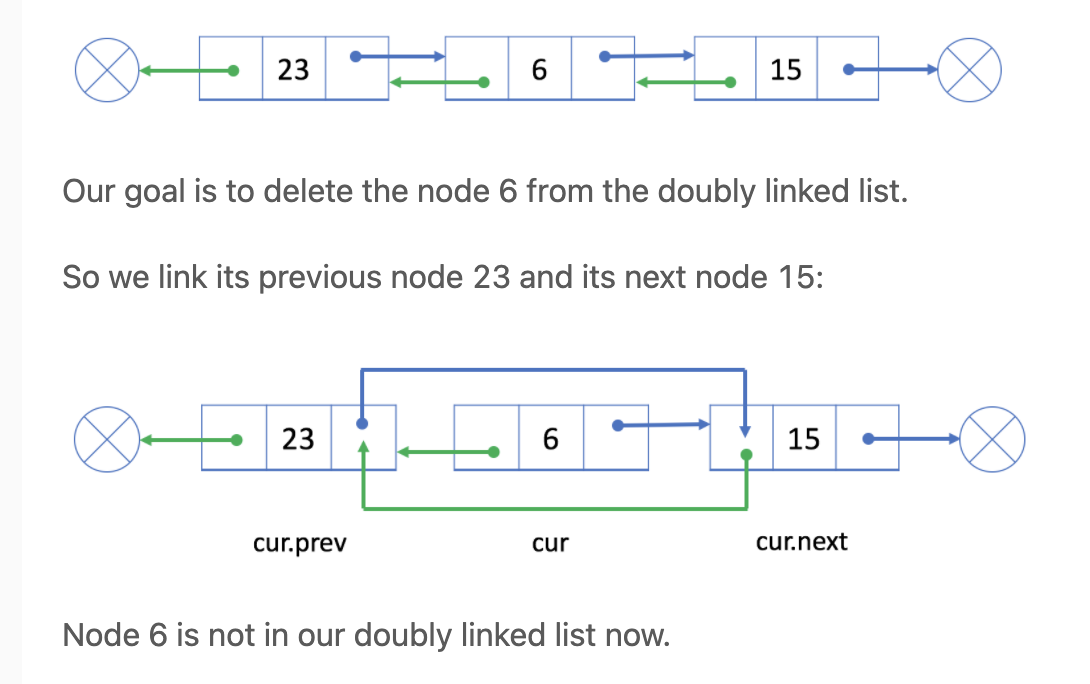 23 6 15
Our goal is to delete the node 6 from the doubly linked list.
So we link its previous node 23 and its next node 15:
23 6 15
cur.prev cur cur.next
Node 6 is not in our doubly linked list now.